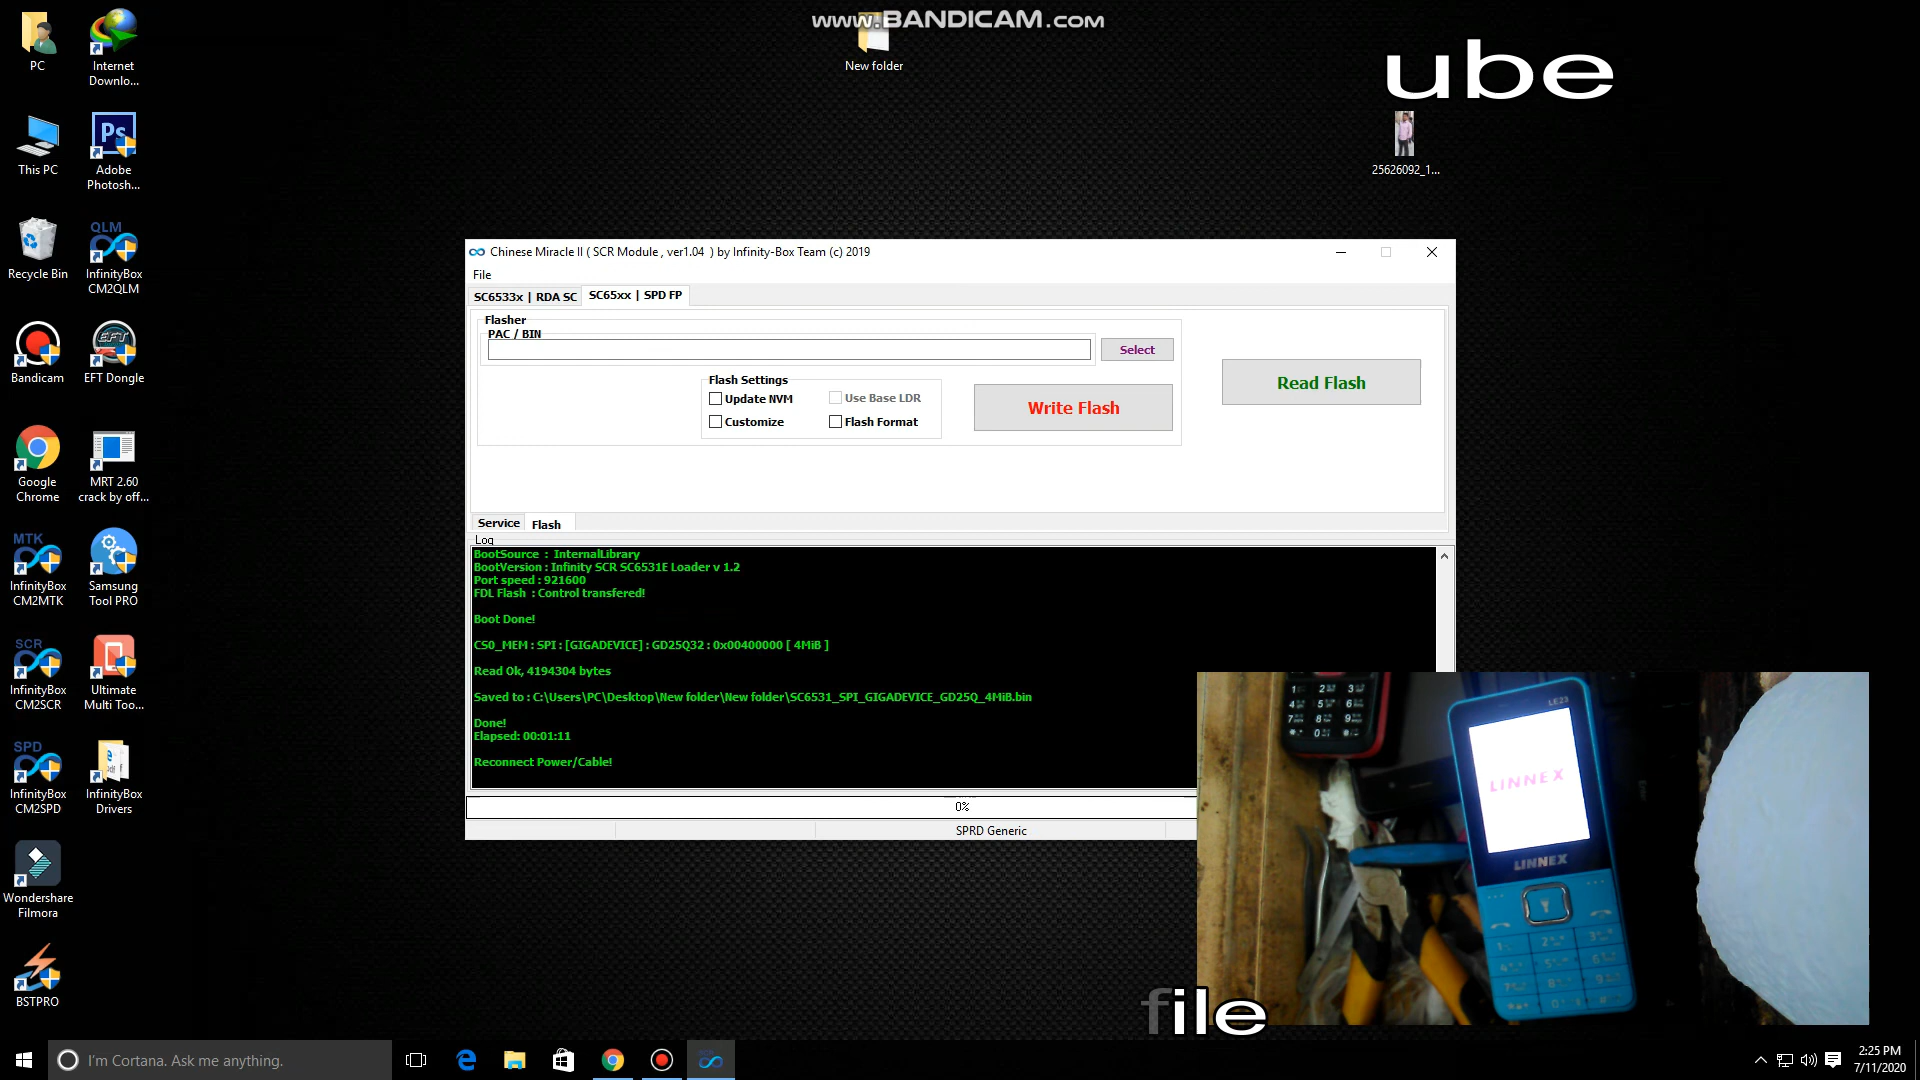 www.BANDICAM.com
ube
PC
Internet
Downlo...
New folder
This PC
Adobe
Photosh...
25626092_1...
Recycle Bin
QLM
InfinityBox
CM2QLM
Bandicam
EFT
EFT Dongle
Google
Chrome
MRT 2.60
crack by off...
MTK
InfinityBox
CM2MTK
Samsung
Tool PRO
SCR
InfinityBox
CM2SCR
Ultimate
Multi Too...
SPD
InfinityBox
CM2SPD
InfinityBox
Drivers
Wondershare
Filmora
BSTPRO
Chinese Miracle II ( SCR Module , ver1.04 ) by Infinity-Box Team (c) 2019
File
SC6533x | RDA SC
SC65xx | SPD FP
Flasher
PAC / BIN
Select
Read Flash
Flash Settings
Update NVM
Use Base LDR
Customize
Flash Format
Write Flash
Service
Flash
Log
BootSource : InternalLibrary
BootVersion : Infinity SCR SC6531E Loader v 1.2
Port speed : 921600
FDL Flash : Control transfered!
Boot Done!
CS0_MEM : SPI : [GIGADEVICE] : GD25Q32 : 0x00400000 [ 4MiB ]
Read Ok, 4194304 bytes
Saved to : C:\Users\PC\Desktop\New folder\New folder\SC6531_SPI_GIGADEVICE_GD25Q_4MiB.bin
Done!
Elapsed: 00:01:11
Reconnect Power/Cable!
0%
SPRD Generic
LE23
LINNEX
LINNEX
file
I'm Cortana. Ask me anything.
2:25 PM
7/11/2020